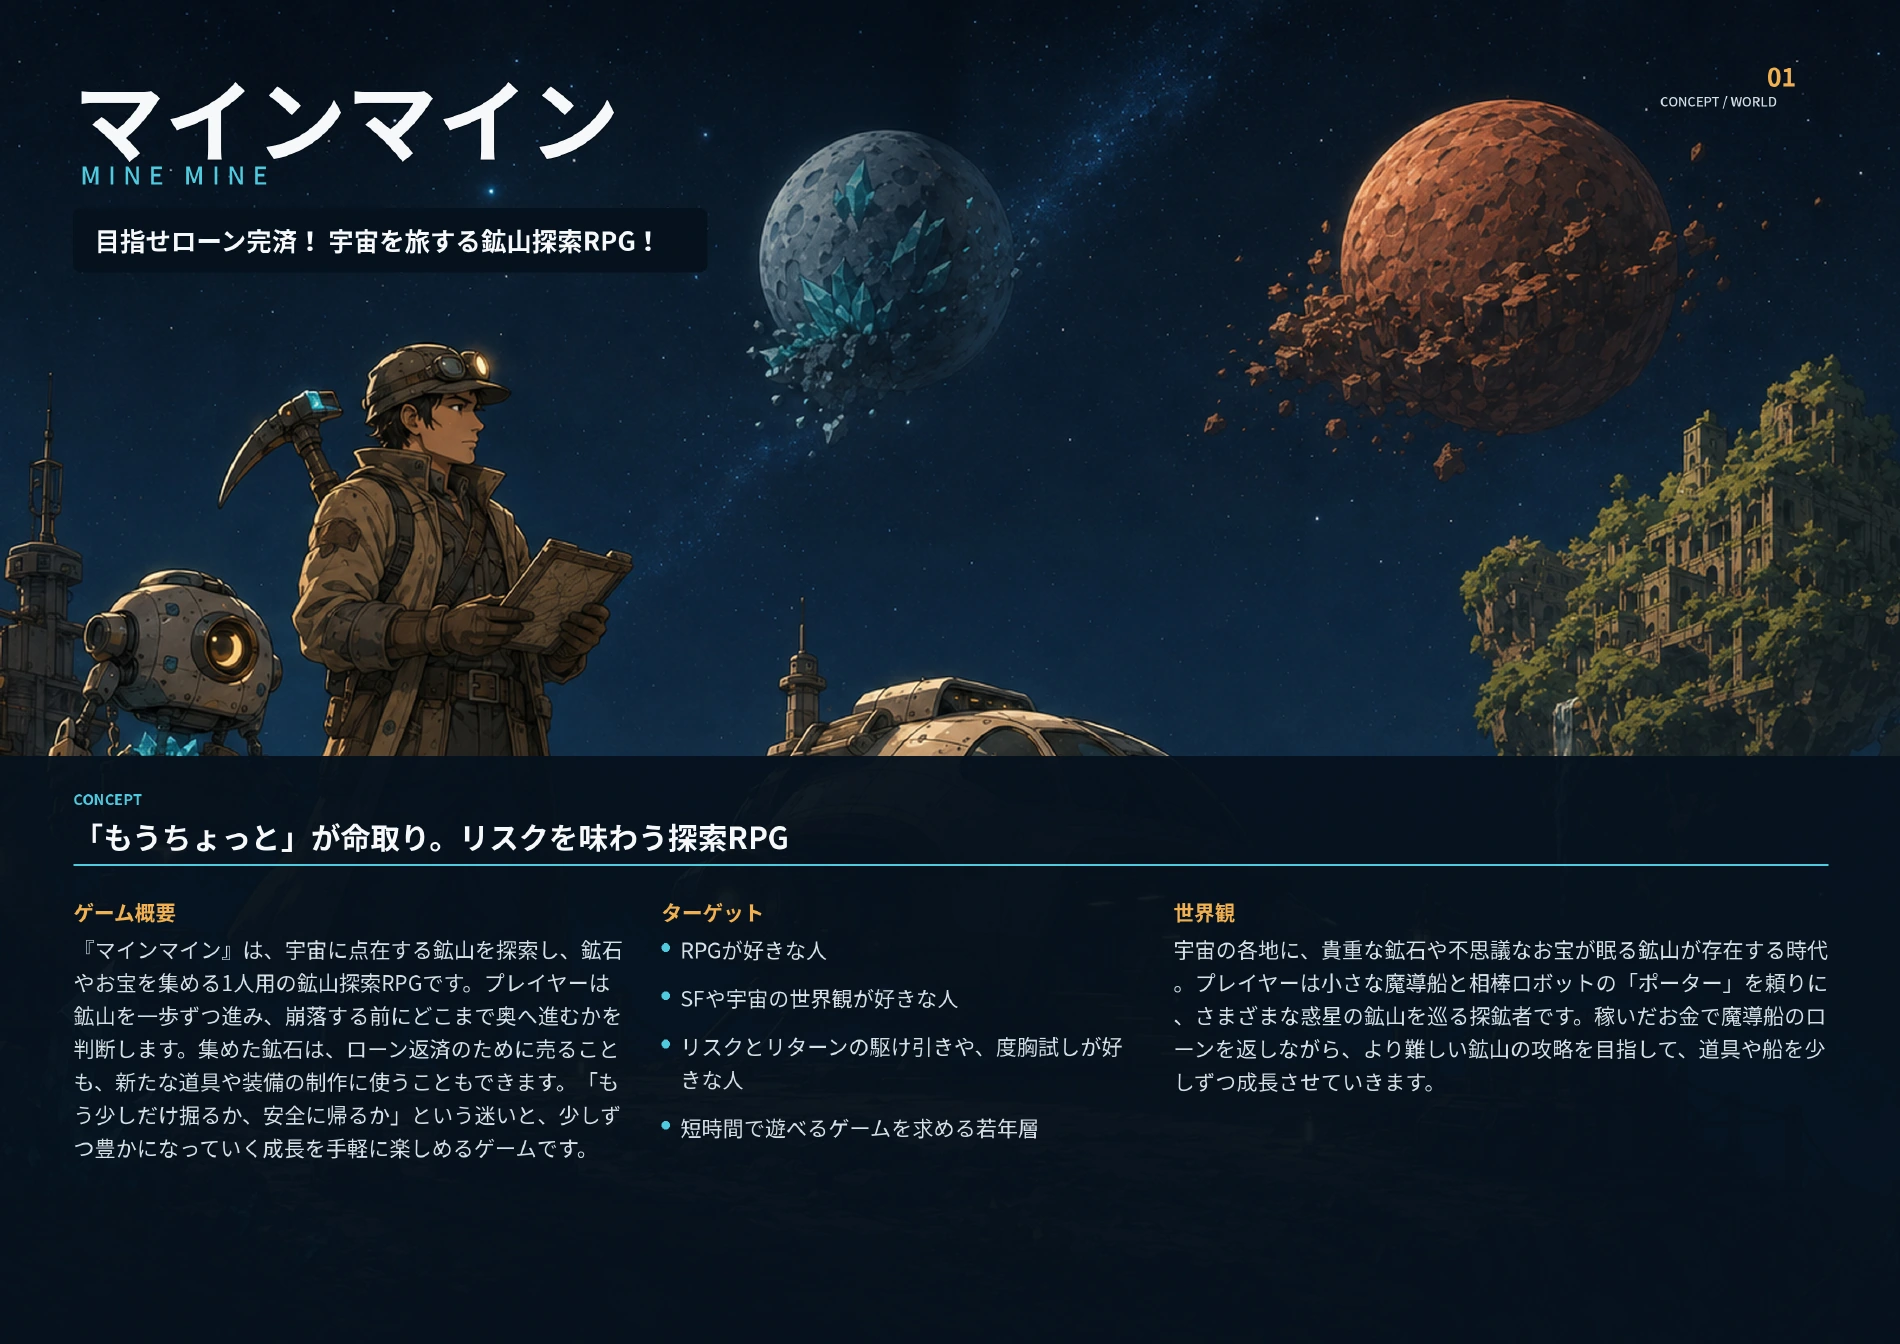 マインマイン
MINE MINE
目指せローン完済！ 宇宙を旅する鉱山探索RPG！
01
CONCEPT / WORLD
CONCEPT
「もうちょっと」が命取り。リスクを味わう探索RPG
ゲーム概要
『マインマイン』は、宇宙に点在する鉱山を探索し、鉱石
やお宝を集める1人用の鉱山探索RPGです。プレイヤーは
鉱山を一歩ずつ進み、崩落する前にどこまで奥へ進むかを
判断します。集めた鉱石は、ローン返済のために売ること
も、新たな道具や装備の制作に使うこともできます。「も
う少しだけ掘るか、安全に帰るか」という迷いと、少しず
つ豊かになっていく成長を手軽に楽しめるゲームです。
ターゲット
RPGが好きな人
SFや宇宙の世界観が好きな人
リスクとリターンの駆け引きや、度胸試しが好
きな人
短時間で遊べるゲームを求める若年層
世界観
宇宙の各地に、貴重な鉱石や不思議なお宝が眠る鉱山が存在する時代
。プレイヤーは小さな魔導船と相棒ロボットの「ポーター」を頼りに
、さまざまな惑星の鉱山を巡る探鉱者です。稼いだお金で魔導船のロ
ーンを返しながら、より難しい鉱山の攻略を目指して、道具や船を少
しずつ成長させていきます。